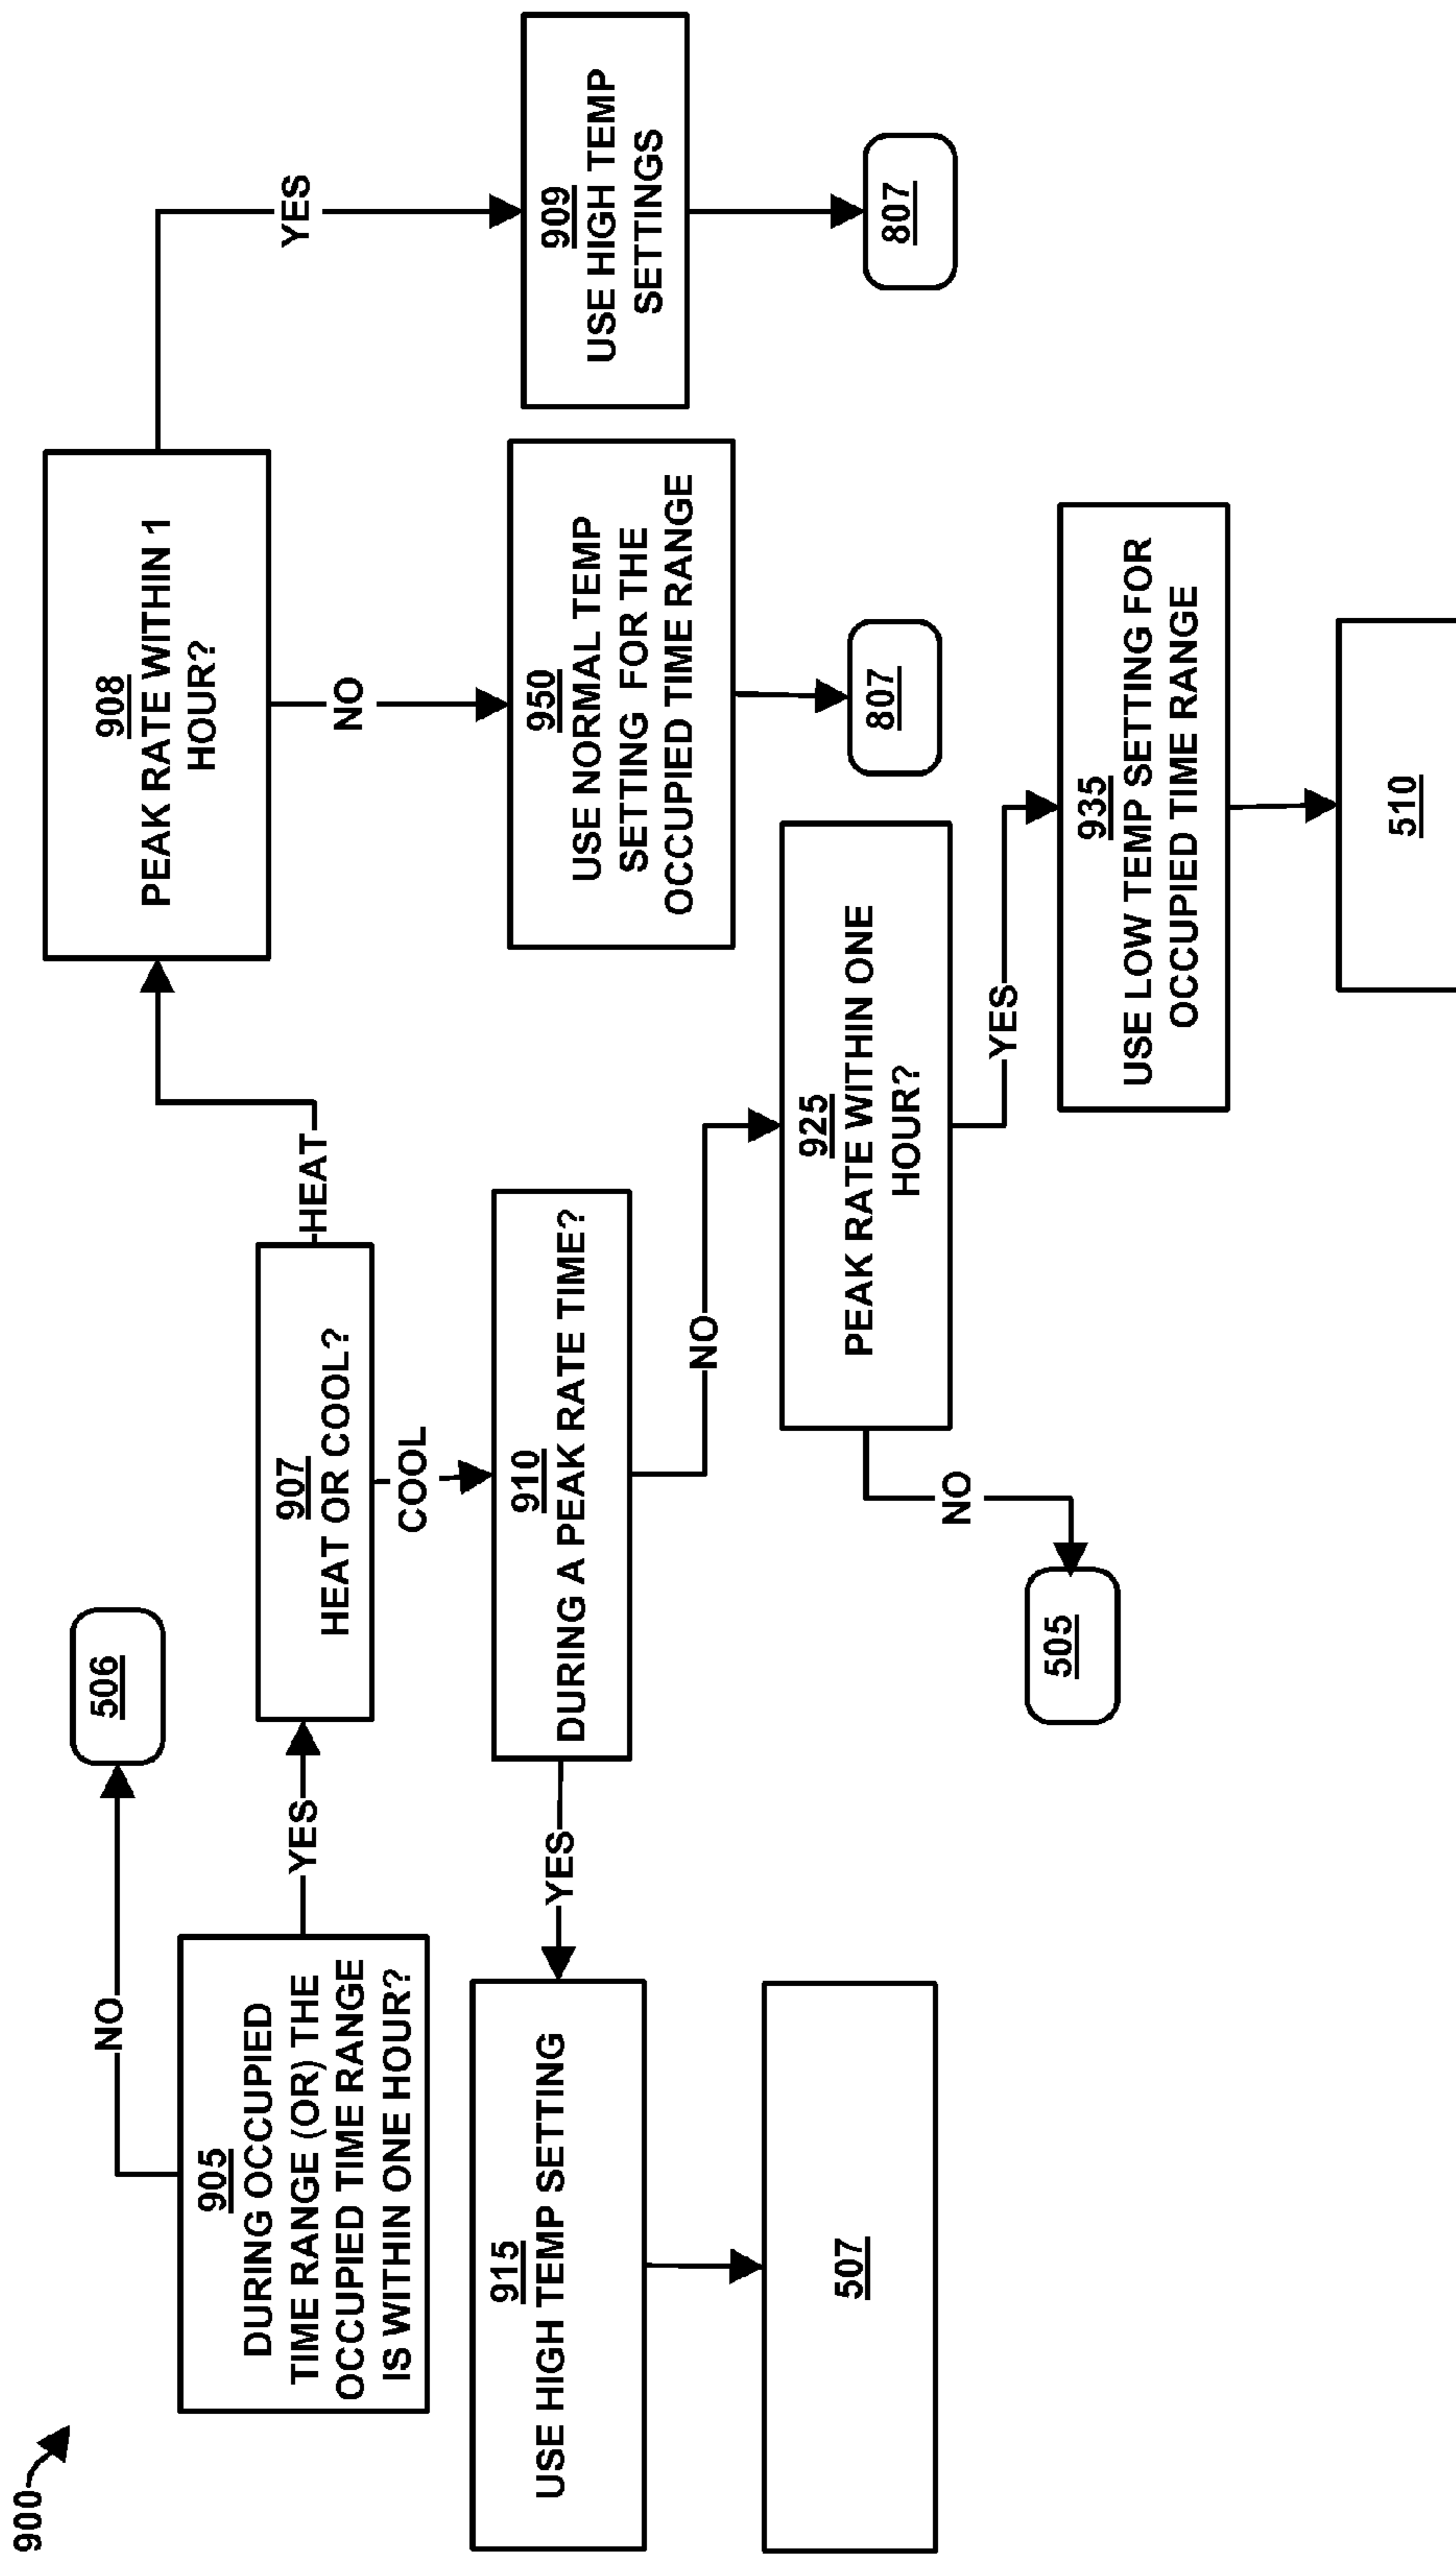 900
905
DURING OCCUPIED
TIME RANGE (OR) THE
OCCUPIED TIME RANGE
IS WITHIN ONE HOUR?
NO
506
YES
907
HEAT OR COOL?
HEAT
908
PEAK RATE WITHIN 1
HOUR?
YES
909
USE HIGH TEMP
SETTINGS
807
NO
950
USE NORMAL TEMP
SETTING FOR THE
OCCUPIED TIME RANGE
807
COOL
910
DURING A PEAK RATE TIME?
YES
915
USE HIGH TEMP SETTING
507
NO
925
PEAK RATE WITHIN ONE
HOUR?
NO
505
YES
935
USE LOW TEMP SETTING FOR
OCCUPIED TIME RANGE
510